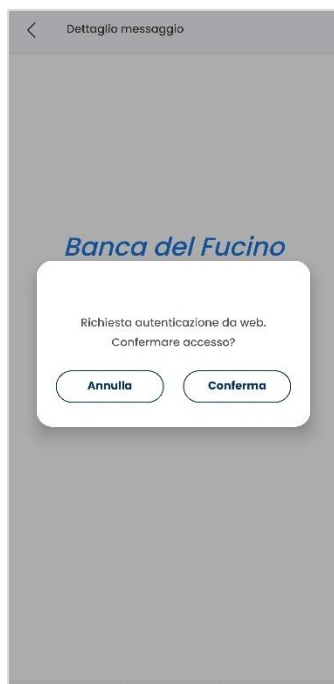 Dettaglio messaggio
Banca del Fucino
Richiesta autenticazione da web.
Confermare accesso?
Annulla Conferma